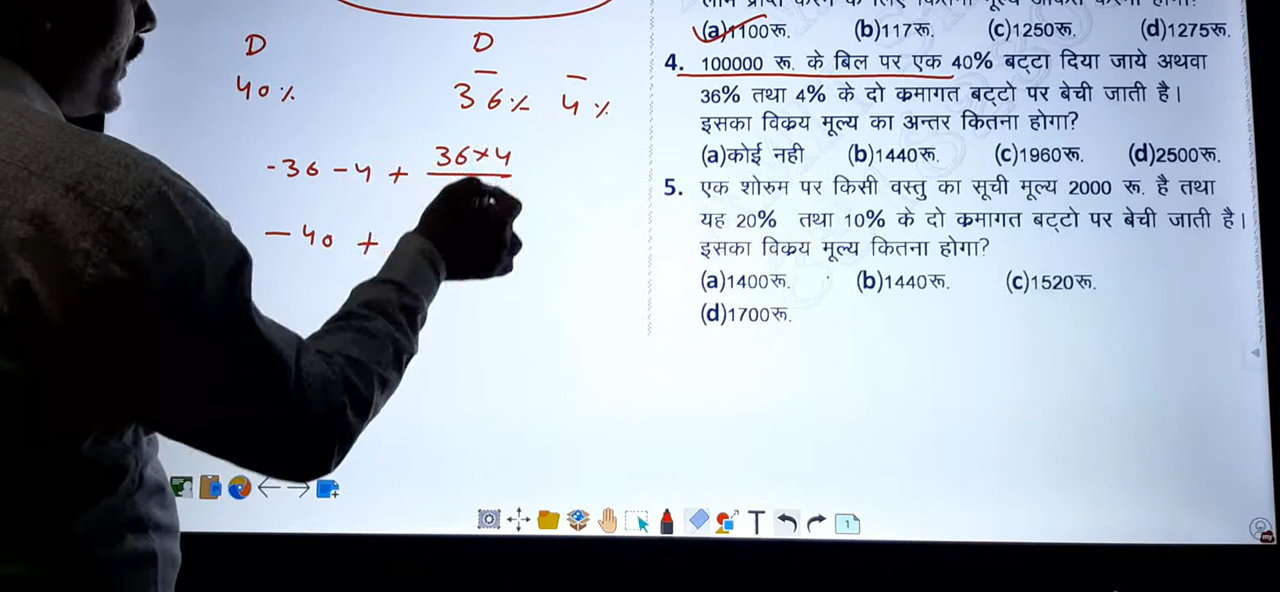 D D
40% 36% 4%
-36 -4 + 36×4
-40 +
(a)1100रू. (b)117रू. (c)1250रू. (d)1275रू.
4. 100000 रू. के बिल पर एक 40% बट्टा दिया जाये अथवा
36% तथा 4% के दो क्रमागत बट्टो पर बेची जाती है।
इसका विक्रय मूल्य का अन्तर कितना होगा?
(a)कोई नही (b)1440रू. (c)1960रू. (d)2500रू.
5. एक शोरुम पर किसी वस्तु का सूची मूल्य 2000 रू. है तथा
यह 20% तथा 10% के दो क्रमागत बट्टो पर बेची जाती है।
इसका विक्रय मूल्य कितना होगा?
(a)1400रू. (b)1440रू. (c)1520रू.
(d)1700रू.
T 1